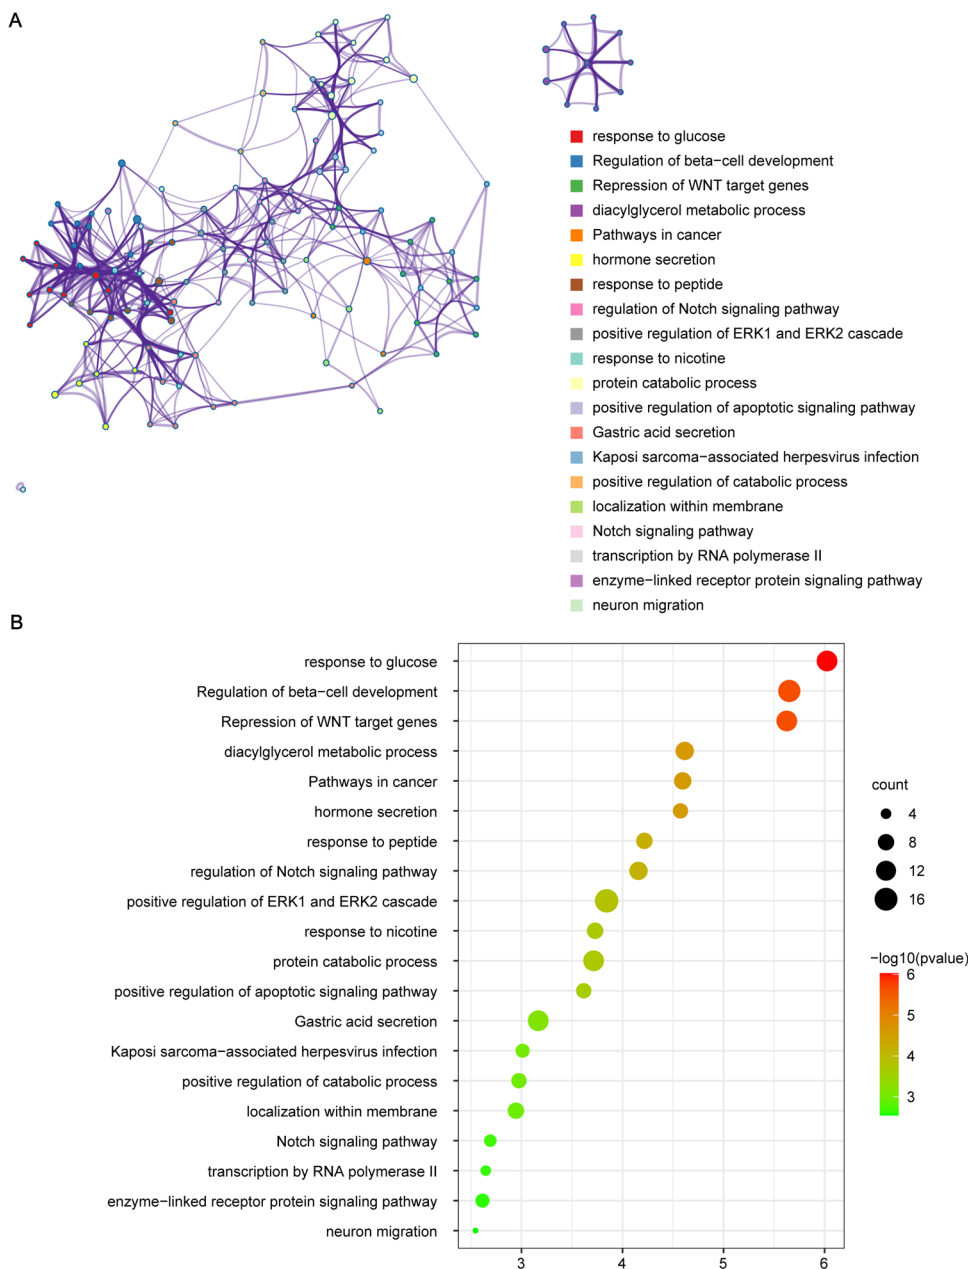 A
response to glucose
Regulation of beta−cell development
Repression of WNT target genes
diacylglycerol metabolic process
Pathways in cancer
hormone secretion
response to peptide
regulation of Notch signaling pathway
positive regulation of ERK1 and ERK2 cascade
response to nicotine
protein catabolic process
positive regulation of apoptotic signaling pathway
Gastric acid secretion
Kaposi sarcoma−associated herpesvirus infection
positive regulation of catabolic process
localization within membrane
Notch signaling pathway
transcription by RNA polymerase II
enzyme−linked receptor protein signaling pathway
neuron migration
B
response to glucose
Regulation of beta−cell development
Repression of WNT target genes
diacylglycerol metabolic process
Pathways in cancer
hormone secretion
response to peptide
regulation of Notch signaling pathway
positive regulation of ERK1 and ERK2 cascade
response to nicotine
protein catabolic process
positive regulation of apoptotic signaling pathway
Gastric acid secretion
Kaposi sarcoma−associated herpesvirus infection
positive regulation of catabolic process
localization within membrane
Notch signaling pathway
transcription by RNA polymerase II
enzyme−linked receptor protein signaling pathway
neuron migration
3 4 5 6
count
4
8
12
16
−log10(pvalue)
6
5
4
3